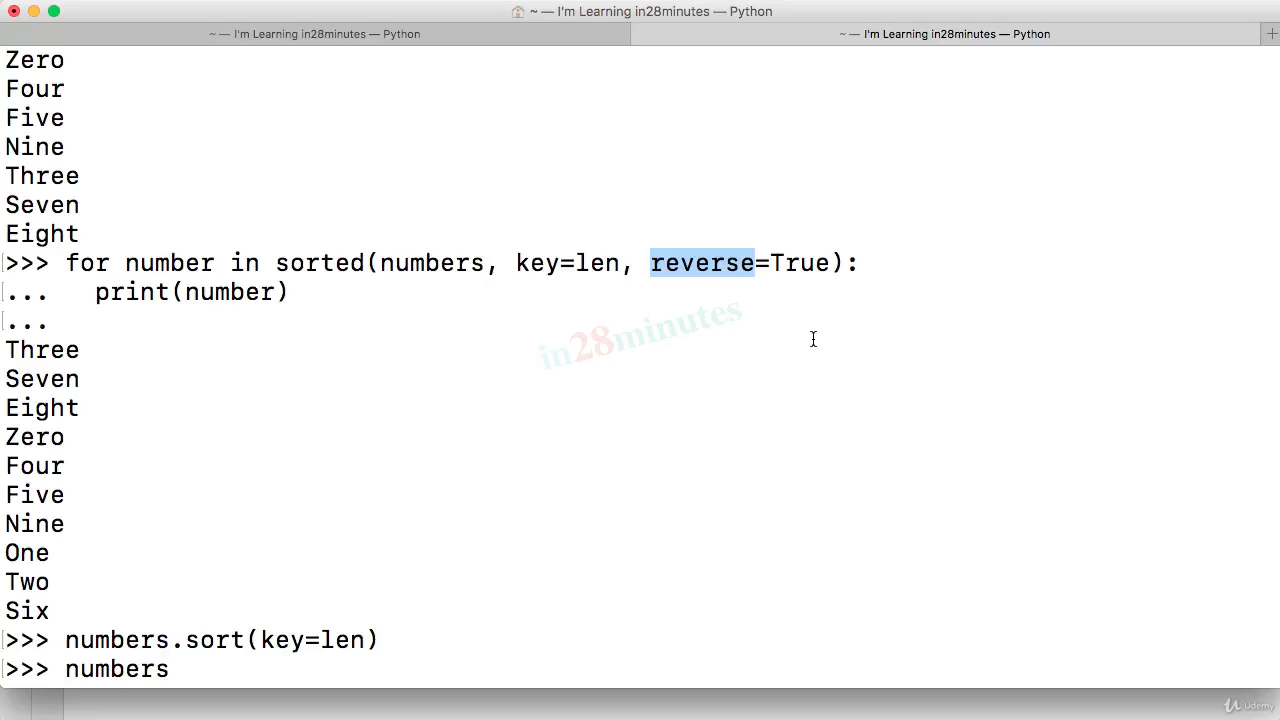 ~ — I'm Learning in28minutes — Python
~ — I'm Learning in28minutes — Python
~ — I'm Learning in28minutes — Python
Zero
Four
Five
Nine
Three
Seven
Eight
>>> for number in sorted(numbers, key=len, reverse=True):
...   print(number)
...
in28minutes
Three
Seven
Eight
Zero
Four
Five
Nine
One
Two
Six
>>> numbers.sort(key=len)
>>> numbers
Udemy